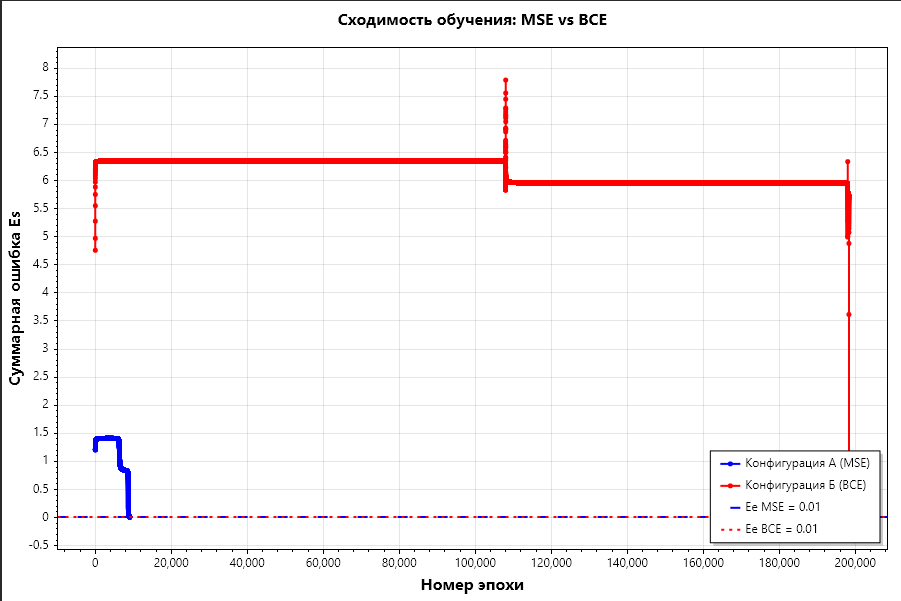 Сходимость обучения: MSE vs BCE
Суммарная ошибка Es
8
7.5
7
6.5
6
5.5
5
4.5
4
3.5
3
2.5
2
1.5
1
0.5
0
-0.5
0 20,000 40,000 60,000 80,000 100,000 120,000 140,000 160,000 180,000 200,000
Номер эпохи
Конфигурация А (MSE)
Конфигурация Б (BCE)
Ee MSE = 0.01
Ee BCE = 0.01